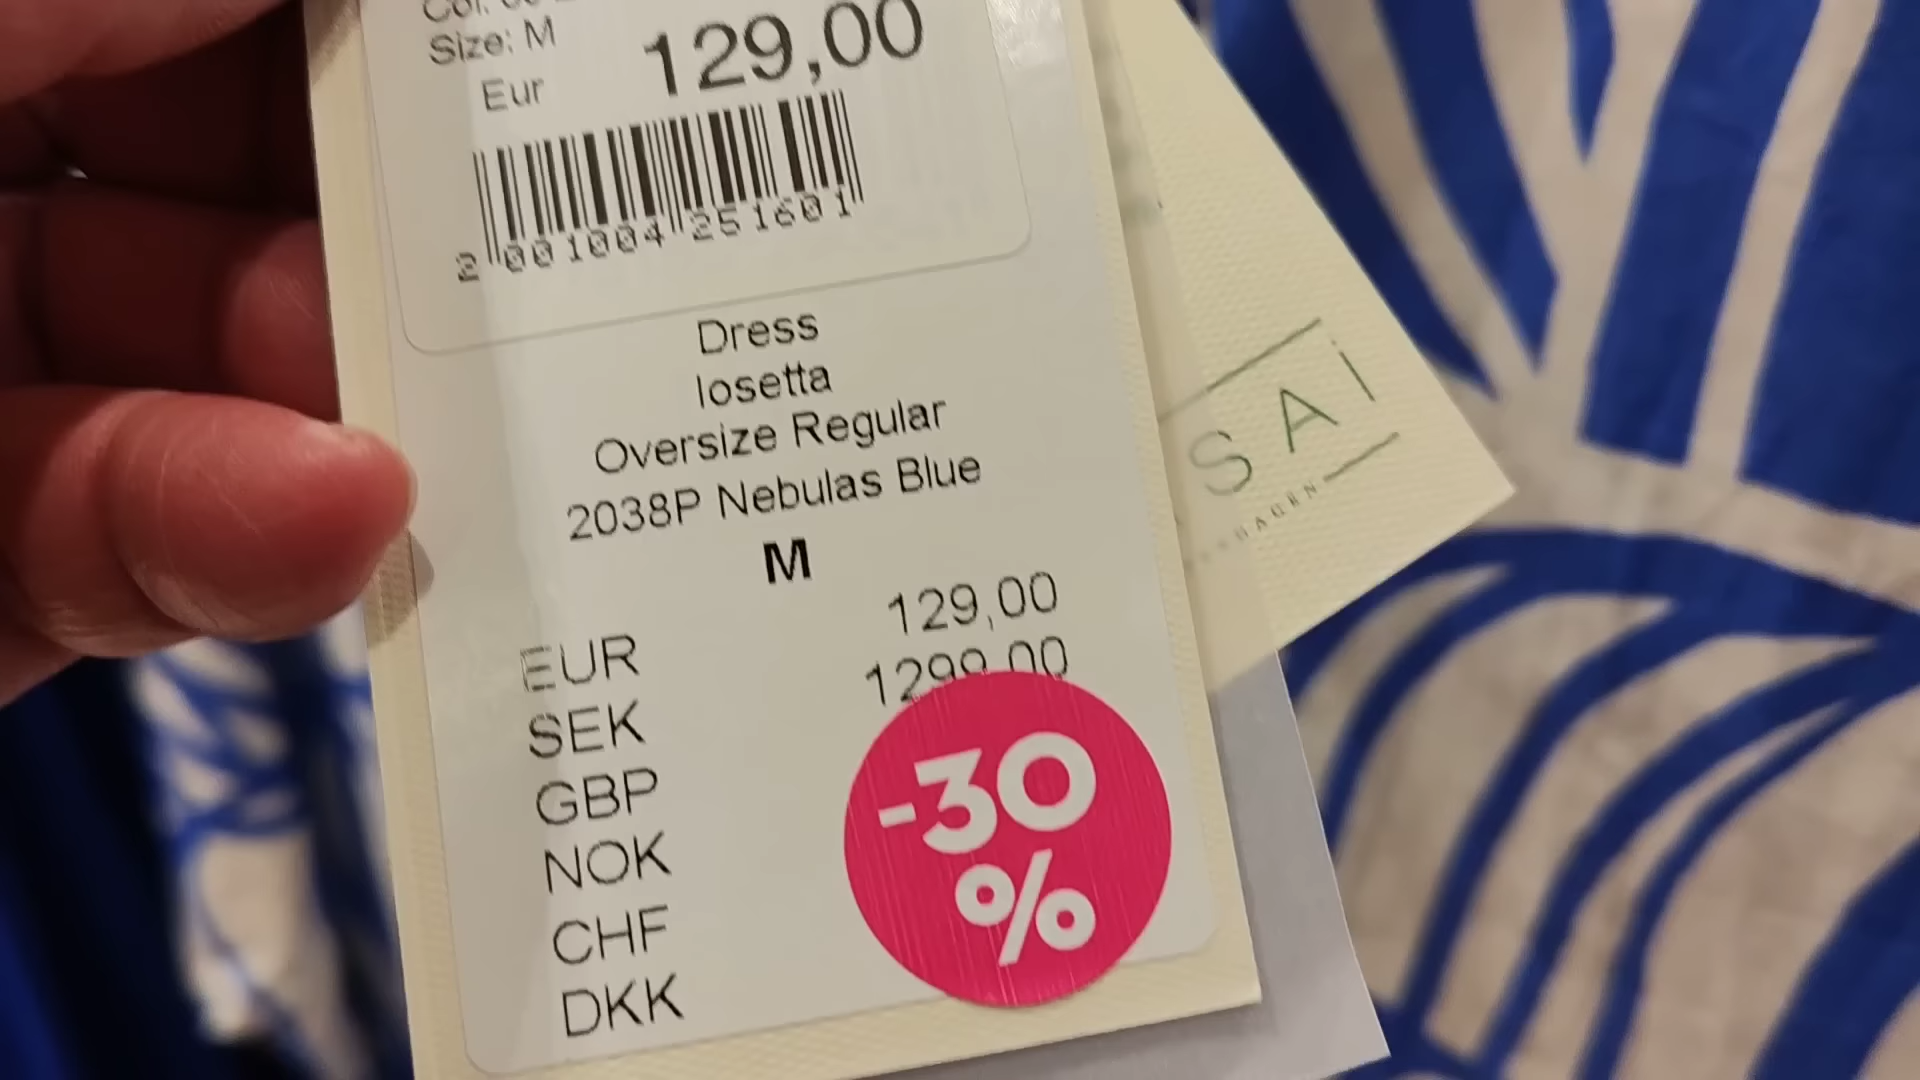 Size: M
Eur 129,00
2 001004 251601
Dress
Iosetta
Oversize Regular
2038P Nebulas Blue
M
EUR 129,00
SEK 1299,00
GBP
NOK
CHF
DKK
-30
%
SAI